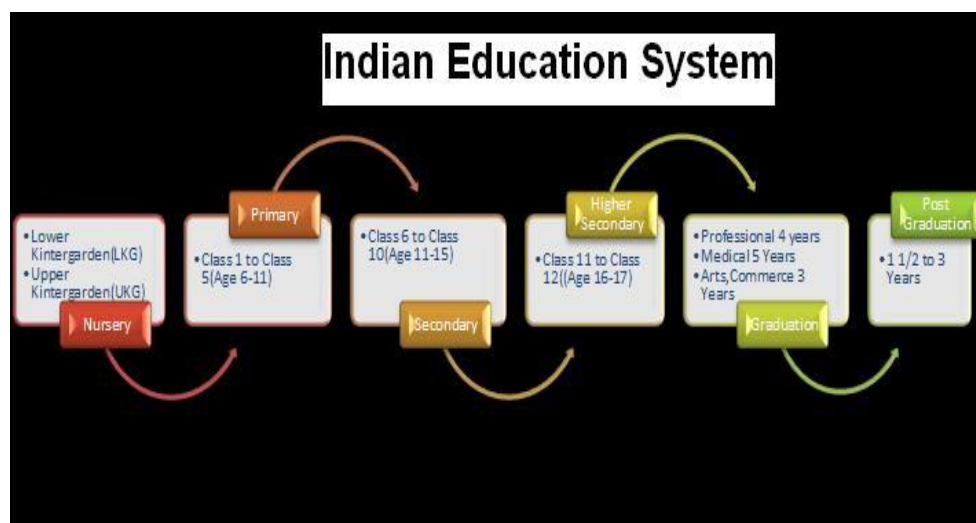 Indian Education System
• Lower
Kintergarden(LKG)
• Upper
Kintergarden(UKG)
Nursery
Primary
• Class 1 to Class
5(Age 6-11)
• Class 6 to Class
10(Age 11-15)
Secondary
Higher
Secondary
• Class 11 to Class
12((Age 16-17)
• Professional 4 years
• Medical 5 Years
• Arts,Commerce 3
Years
Graduation
Post
Graduation
• 1 1/2 to 3
Years